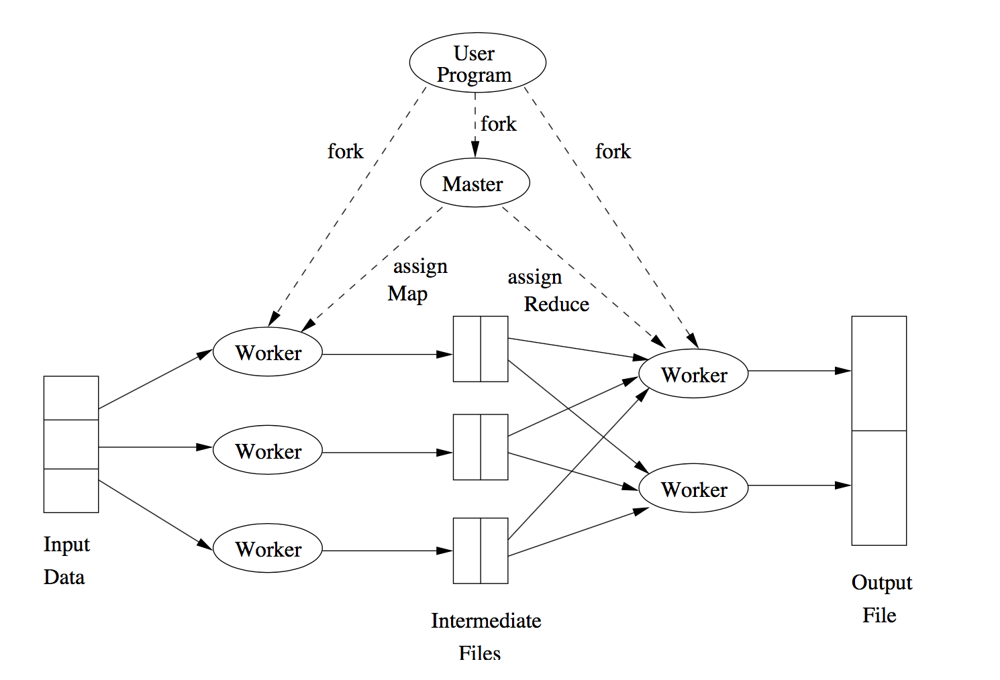 User
Program
fork
fork
fork
Master
assign
Map
assign
Reduce
Worker
Worker
Worker
Worker
Worker
Input
Data
Intermediate
Files
Output
File